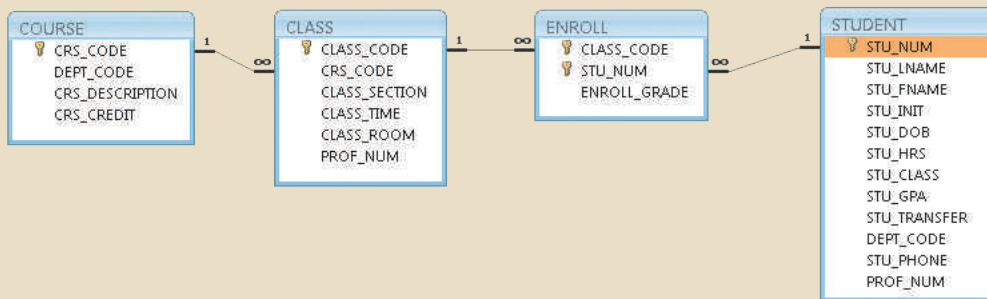 COURSE
CRS_CODE
DEPT_CODE
CRS_DESCRIPTION
CRS_CREDIT
1
∞
CLASS
CLASS_CODE
CRS_CODE
CLASS_SECTION
CLASS_TIME
CLASS_ROOM
PROF_NUM
1
∞
ENROLL
CLASS_CODE
STU_NUM
ENROLL_GRADE
∞
1
STUDENT
STU_NUM
STU_LNAME
STU_FNAME
STU_INIT
STU_DOB
STU_HRS
STU_CLASS
STU_GPA
STU_TRANSFER
DEPT_CODE
STU_PHONE
PROF_NUM